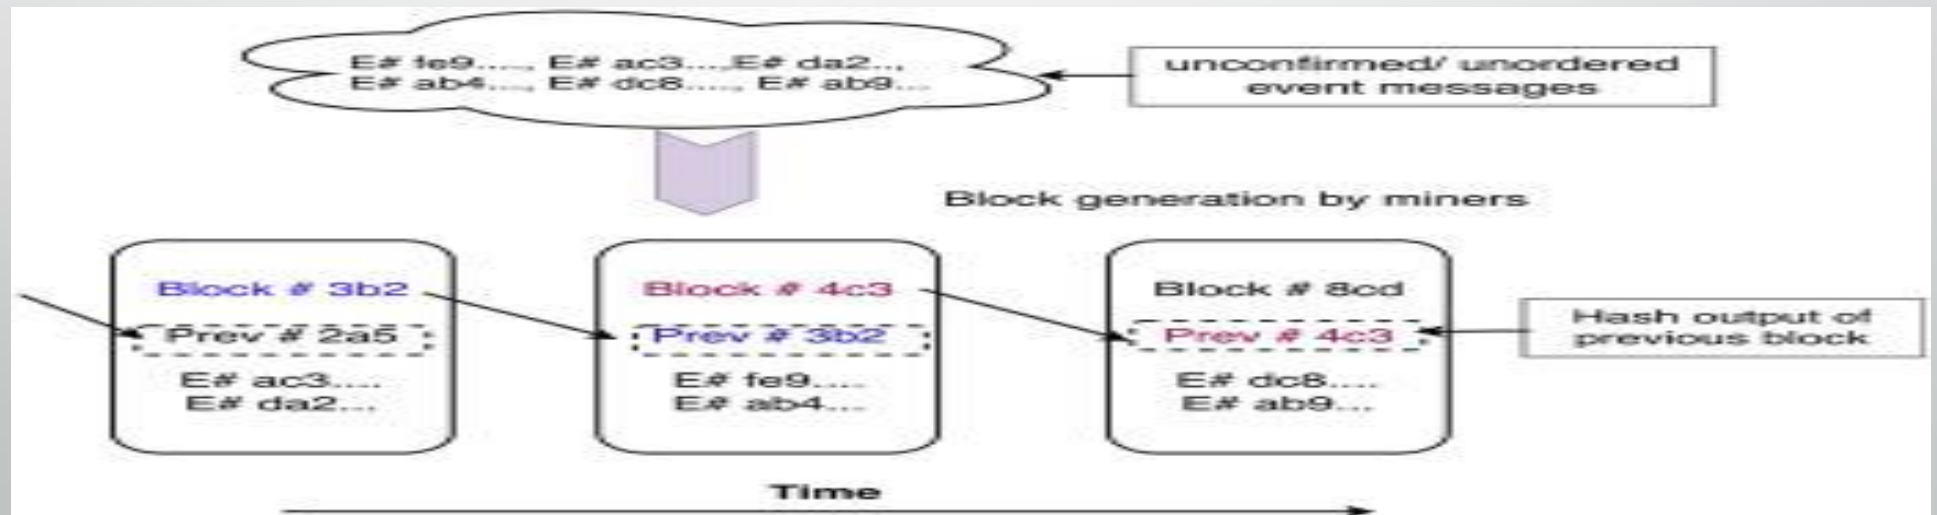 E# fe9...., E# ac3...,E# da2..,
E# ab4..., E# dc8...., E# ab9...
unconfirmed/ unordered
event messages
Block generation by miners
Block # 3b2
Prev # 2a5
E# ac3....
E# da2...
Block # 4c3
Prev # 3b2
E# fe9....
E# ab4...
Block # 8cd
Prev # 4c3
E# dc8....
E# ab9...
Hash output of
previous block
Time